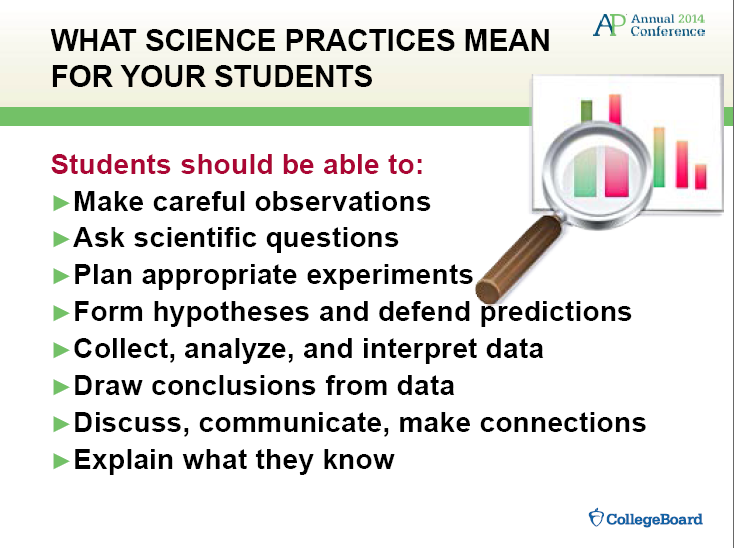 WHAT SCIENCE PRACTICES MEAN
FOR YOUR STUDENTS
AP Annual 2014
Conference
Students should be able to:
►Make careful observations
►Ask scientific questions
►Plan appropriate experiments
►Form hypotheses and defend predictions
►Collect, analyze, and interpret data
►Draw conclusions from data
►Discuss, communicate, make connections
►Explain what they know
CollegeBoard